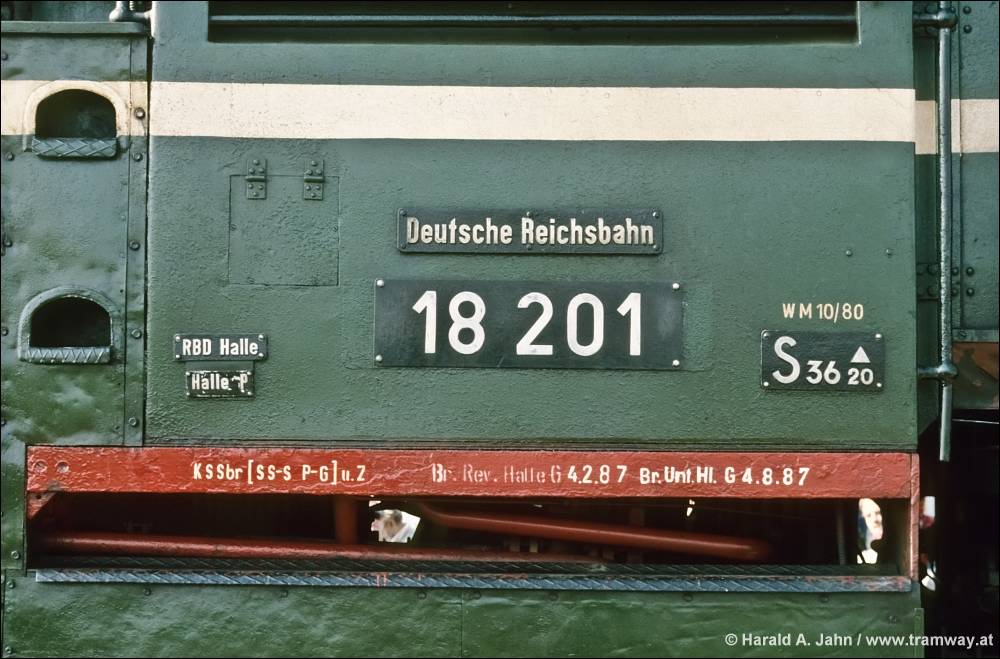 Deutsche Reichsbahn
18 201
WM 10/80
RBD Halle
Halle P
S 36 20
KSSbr [SS-S P-G] u. Z Br. Rev. Halle G 4.2.87 Br. Unt. Hl. G 4.8.87
© Harald A. Jahn / www.tramway.at